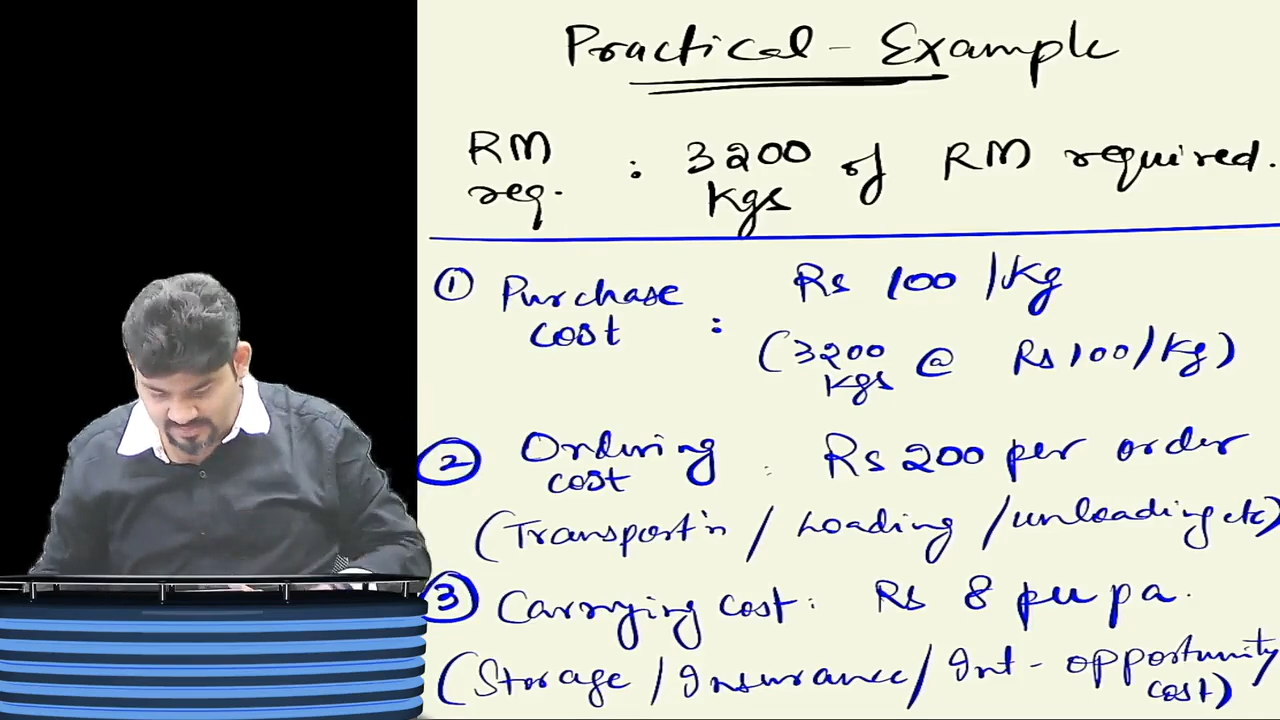 Practical - Example
RM req. : 3200 kgs of RM required.
① Purchase cost : Rs 100 /Kg
(3200 kgs @ Rs 100/Kg)
② Ordering cost : Rs 200 per order
(Transport'n / Loading / unloading etc)
③ Carrying cost : Rs 8 per pa.
(Storage / Insurance / Int - opportunity cost)